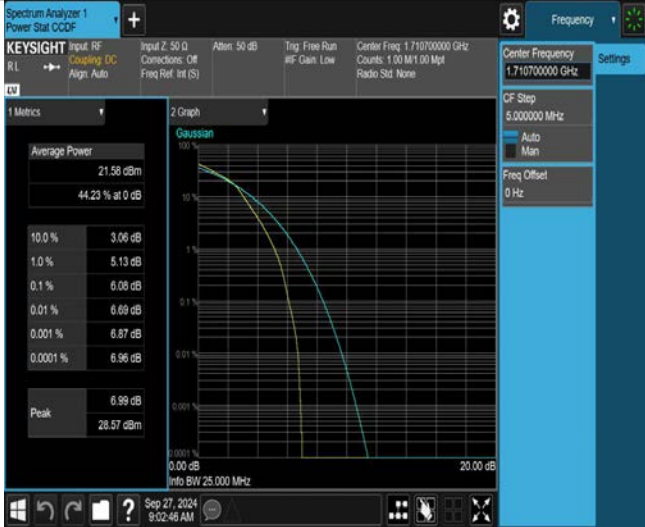 Spectrum Analyzer 1
Power Stat CCDF
+
Frequency
KEYSIGHT
RL
Input: RF
Coupling: DC
Align: Auto
Input Z: 50 Ω
Corrections: Off
Freq Ref: Int (S)
Atten: 50 dB
Trig: Free Run
#IF Gain: Low
Center Freq: 1.710700000 GHz
Counts: 1.00 M/1.00 Mpt
Radio Std: None
Center Frequency
1.710700000 GHz
Settings
CF Step
5.000000 MHz
Auto
Man
Freq Offset
0 Hz
1 Metrics
Average Power
21.58 dBm
44.23 % at 0 dB
10.0 % 3.06 dB
1.0 % 5.13 dB
0.1 % 6.08 dB
0.01 % 6.69 dB
0.001 % 6.87 dB
0.0001 % 6.96 dB
Peak
6.99 dB
28.57 dBm
2 Graph
Gaussian
100 %
10 %
1 %
0.1 %
0.01 %
0.001 %
0.0001 %
0.00 dB 20.00 dB
Info BW 25.000 MHz
?
Sep 27, 2024
9:02:46 AM